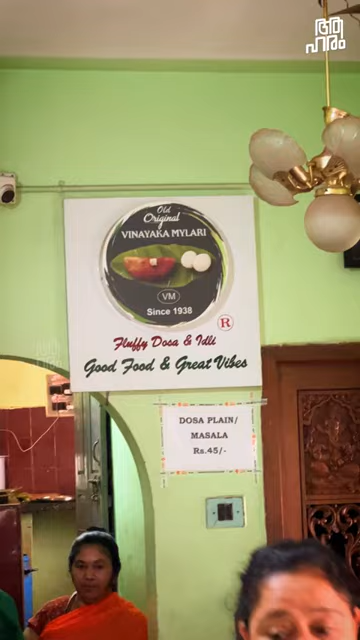 ആ
ഹാരം
Old
Original
VINAYAKA MYLARI
VM
Since 1938
R
Fluffy Dosa & Idli
Good Food & Great Vibes
DOSA PLAIN/
MASALA
Rs.45/-